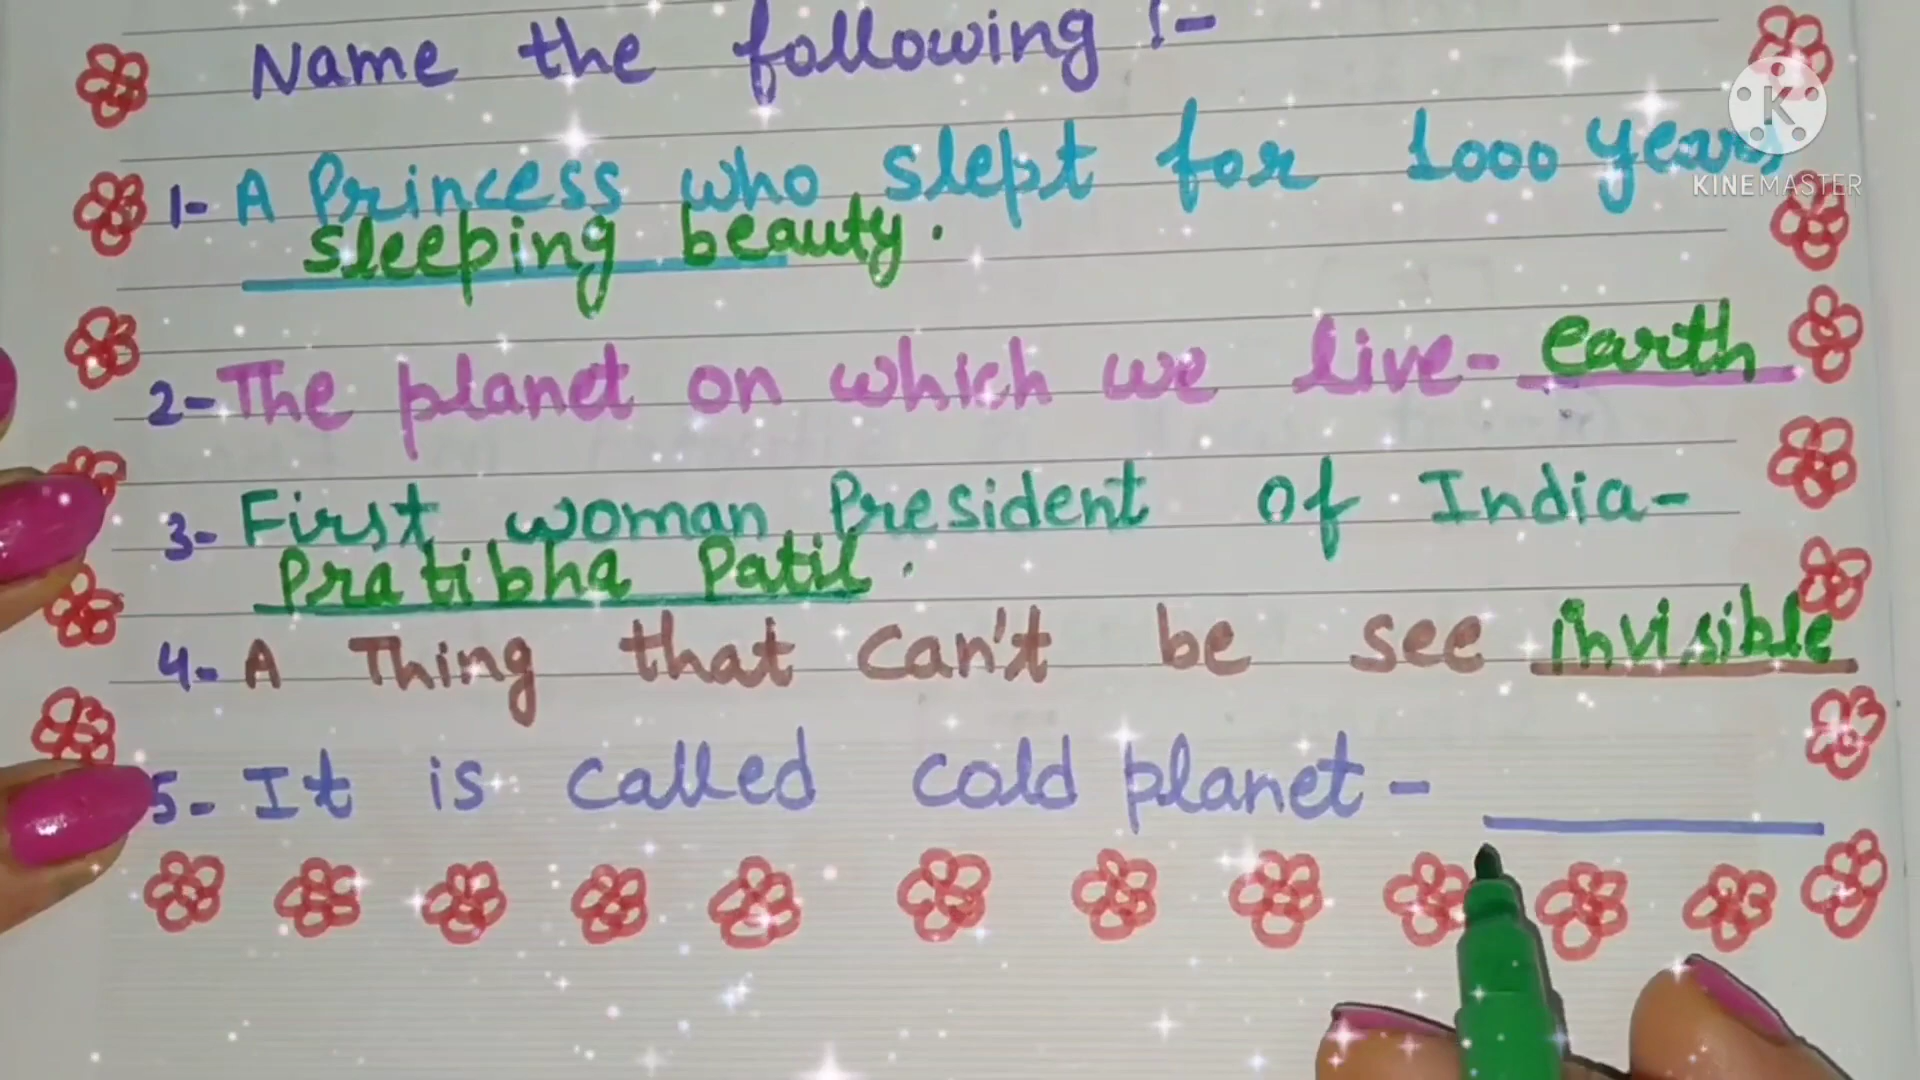 Name the following :-
1- A Princess who slept for 1000 years
sleeping beauty.
2- The planet on which we live- earth
3- First woman President of India-
Pratibha Patil.
4- A Thing that can't be see invisible
5- It is called cold planet -
K
KINEMASTER